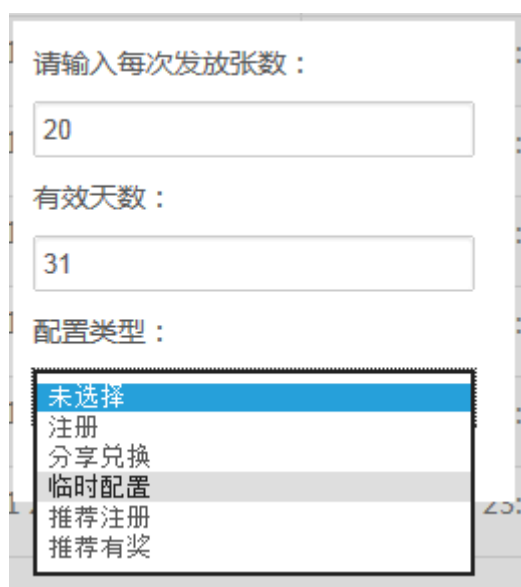 请输入每次发放张数：
20
有效天数：
31
配置类型：
未选择
注册
分享兑换
临时配置
推荐注册
推荐有奖